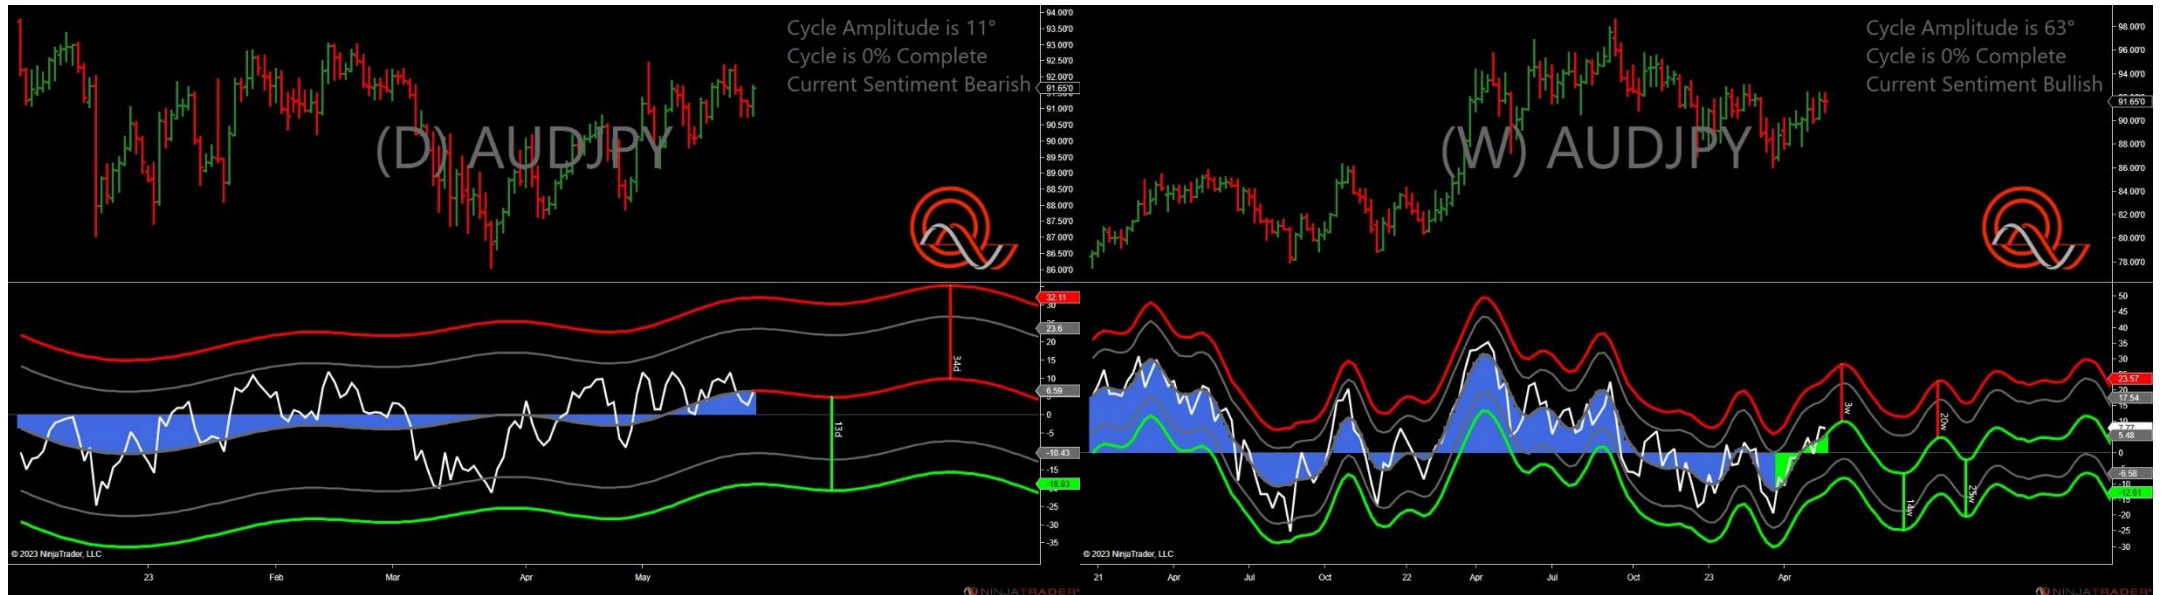 Cycle Amplitude is 11°
Cycle is 0% Complete
Current Sentiment Bearish
(D) AUDJPY
94.00'0
93.50'0
93.00'0
92.50'0
92.00'0
91.65'0
91.00'0
90.50'0
90.00'0
89.50'0
89.00'0
88.50'0
88.00'0
87.50'0
87.00'0
86.50'0
86.00'0
32.11
30
23.6
20
15
10
6.59
0
-5
-10.43
-15
-18.93
-25
-30
-35
34d
13d
© 2023 NinjaTrader, LLC
23
Feb
Mar
Apr
May
NINJATRADER
Cycle Amplitude is 63°
Cycle is 0% Complete
Current Sentiment Bullish
(W) AUDJPY
98.00'0
96.00'0
94.00'0
91.65'0
90.00'0
88.00'0
86.00'0
84.00'0
82.00'0
80.00'0
78.00'0
50
45
40
35
30
23.57
17.54
15
10
7.77
5.48
0
-6.58
-10
-12.61
-15
-20
-25
-30
3w
20w
14w
25w
© 2023 NinjaTrader, LLC
21
Apr
Jul
Oct
22
Apr
Jul
Oct
23
Apr
NINJATRADER